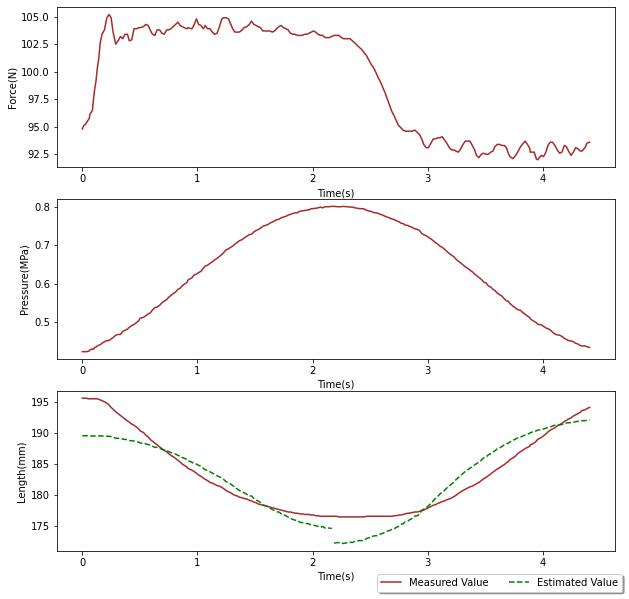 Force(N)
105.0
102.5
100.0
97.5
95.0
92.5
0 1 2 3 4
Time(s)
Pressure(MPa)
0.8
0.7
0.6
0.5
0 1 2 3 4
Time(s)
Length(mm)
195
190
185
180
175
0 1 2 3 4
Time(s)
Measured Value Estimated Value